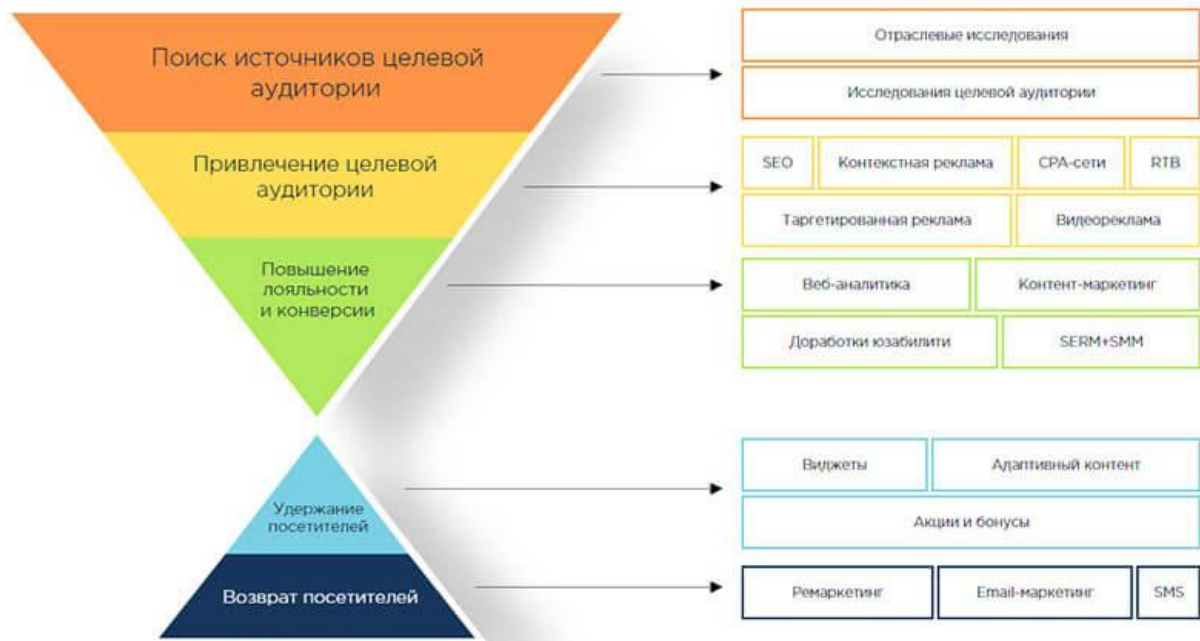 Поиск источников целевой
аудитории
Отраслевые исследования
Исследования целевой аудитории
Привлечение целевой
аудитории
SEO
Контекстная реклама
CPA-сети
RTB
Таргетированная реклама
Видеореклама
Повышение
лояльности
и конверсии
Веб-аналитика
Контент-маркетинг
Доработки юзабилити
SERM+SMM
Удержание
посетителей
Виджеты
Адаптивный контент
Акции и бонусы
Возврат посетителей
Ремаркетинг
Email-маркетинг
SMS